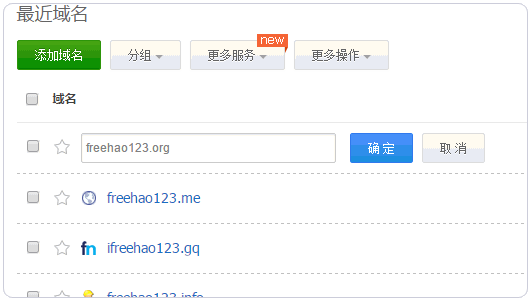 最近域名
添加域名 分组 更多服务 new 更多操作
域名
freehao123.org 确定 取消
freehao123.me
fn ifreehao123.gq
freehao123.info